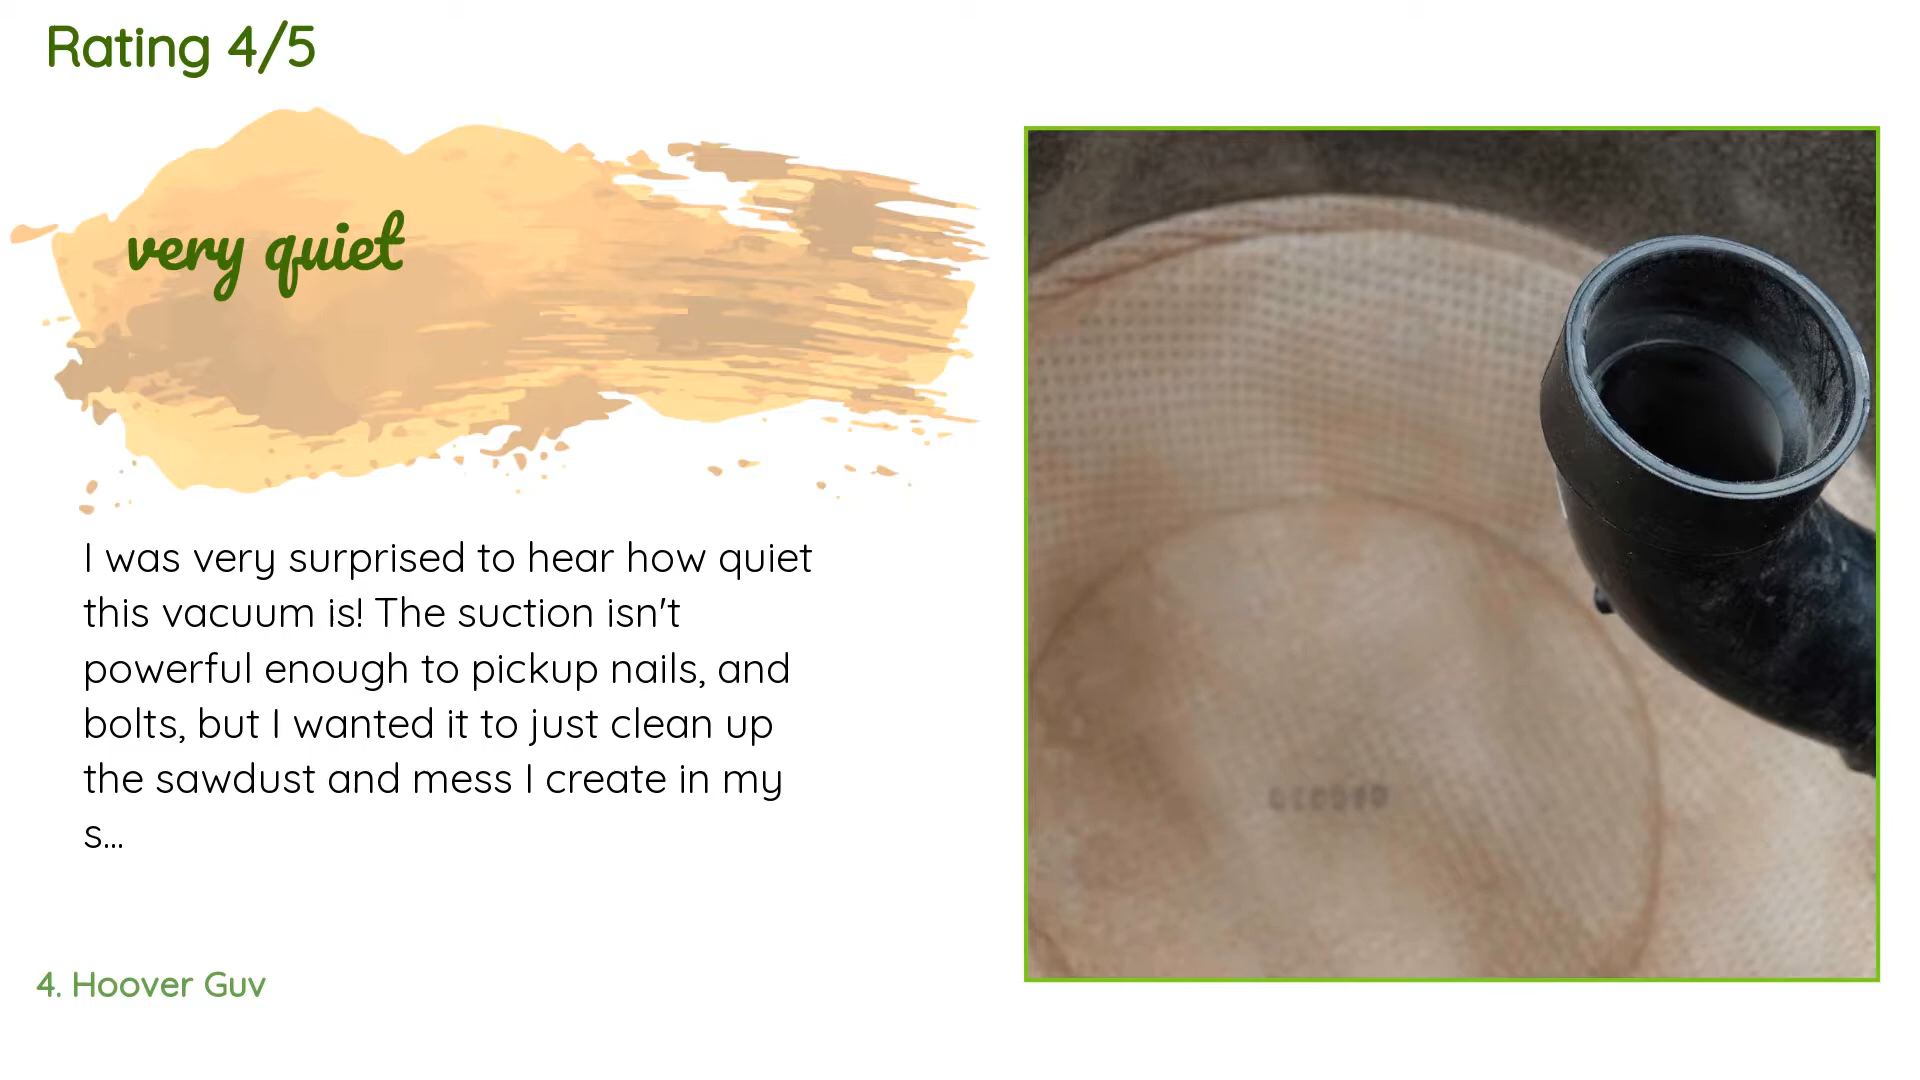 Rating 4/5
very quiet
I was very surprised to hear how quiet
this vacuum is! The suction isn't
powerful enough to pickup nails, and
bolts, but I wanted it to just clean up
the sawdust and mess I create in my
s...
4. Hoover Guv